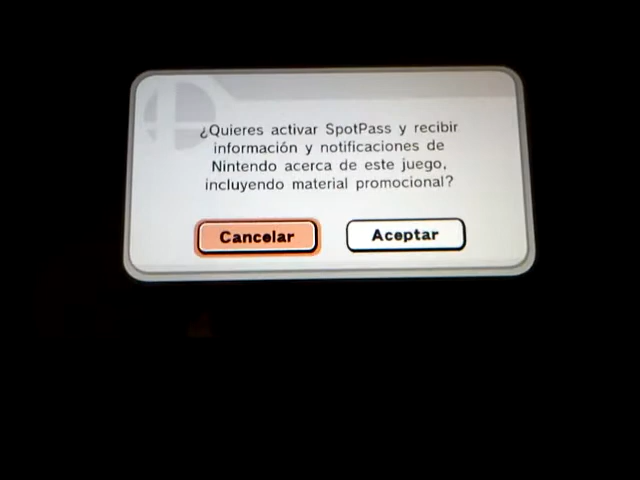 ¿Quieres activar SpotPass y recibir
información y notificaciones de
Nintendo acerca de este juego,
incluyendo material promocional?
Cancelar
Aceptar